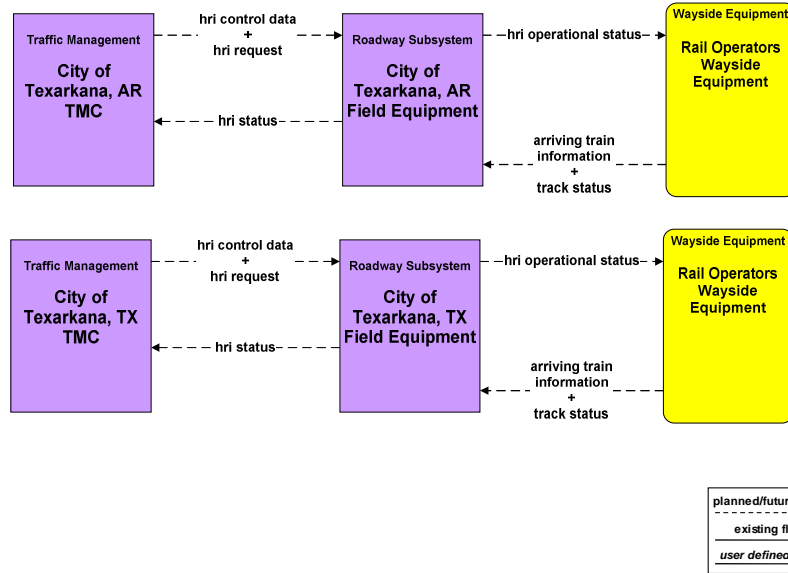 Traffic Management
City of
Texarkana, AR
TMC
hri control data
+
hri request
hri status
Roadway Subsystem
City of
Texarkana, AR
Field Equipment
hri operational status
arriving train
information
+
track status
Wayside Equipment
Rail Operators
Wayside
Equipment
Traffic Management
City of
Texarkana, TX
TMC
hri control data
+
hri request
hri status
Roadway Subsystem
City of
Texarkana, TX
Field Equipment
hri operational status
arriving train
information
+
track status
Wayside Equipment
Rail Operators
Wayside
Equipment
planned/futur
existing fl
user defined